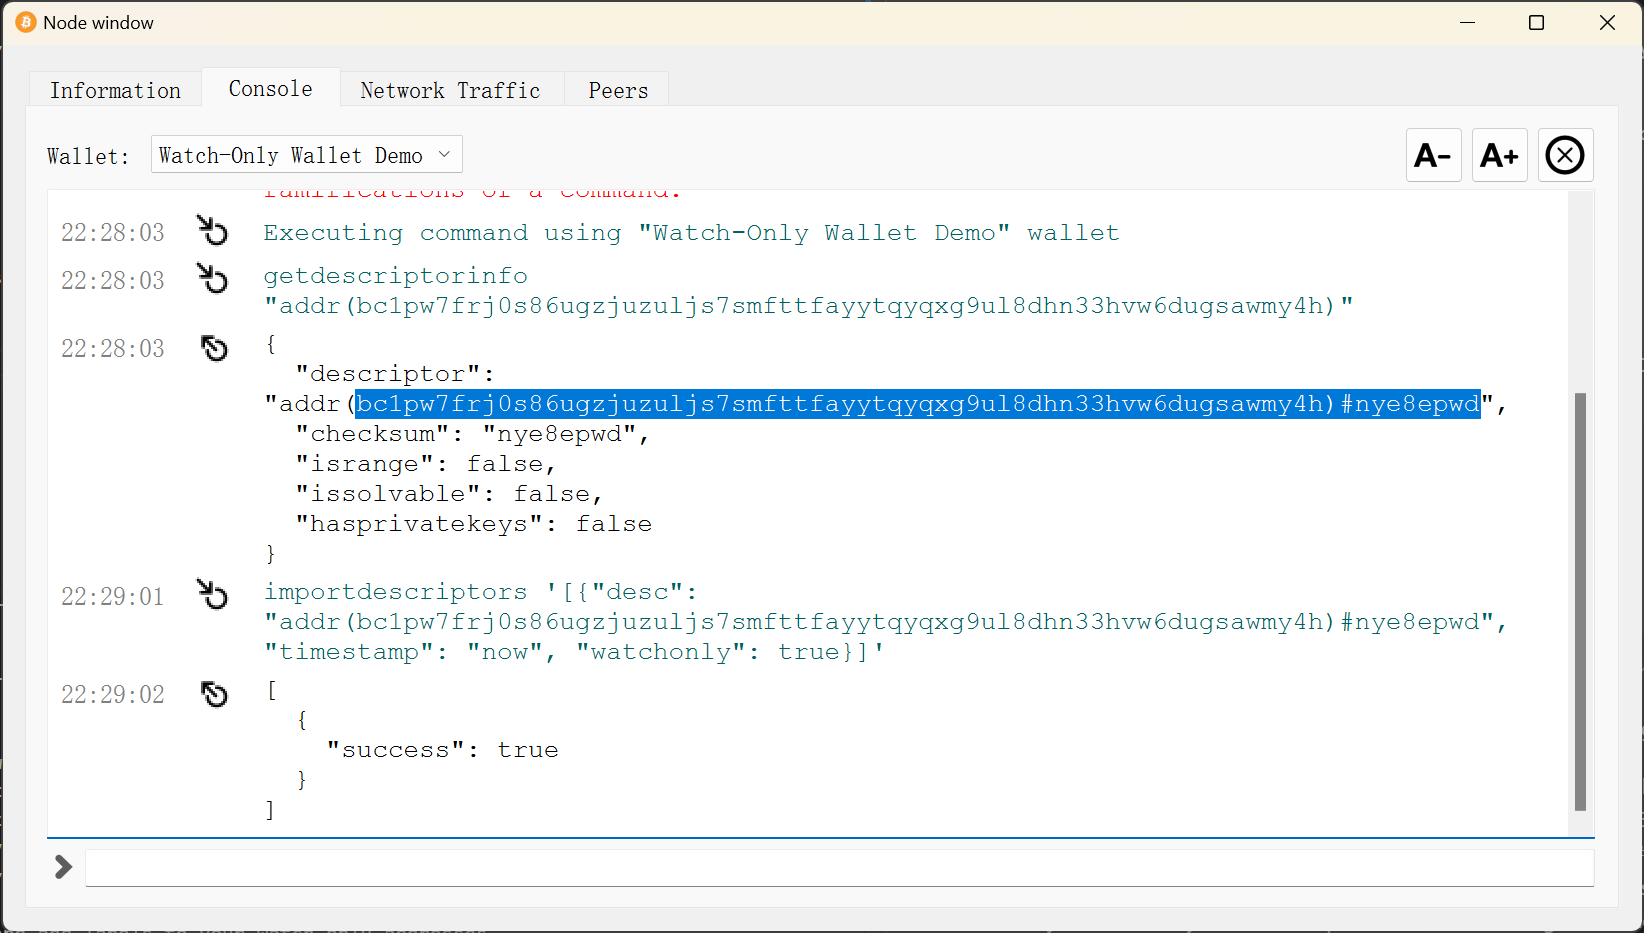 Node window
Information Console Network Traffic Peers
Wallet: Watch-Only Wallet Demo A- A+
ramifications of a command.
22:28:03 Executing command using "Watch-Only Wallet Demo" wallet
22:28:03 getdescriptorinfo
"addr(bc1pw7frj0s86ugzjuzuljs7smfttfayytqyqxg9ul8dhn33hvw6dugsawmy4h)"
22:28:03 {
"descriptor":
"addr(bc1pw7frj0s86ugzjuzuljs7smfttfayytqyqxg9ul8dhn33hvw6dugsawmy4h)#nye8epwd",
"checksum": "nye8epwd",
"isrange": false,
"issolvable": false,
"hasprivatekeys": false
}
22:29:01 importdescriptors '[{"desc":
"addr(bc1pw7frj0s86ugzjuzuljs7smfttfayytqyqxg9ul8dhn33hvw6dugsawmy4h)#nye8epwd",
"timestamp": "now", "watchonly": true}]'
22:29:02 [
{
"success": true
}
]